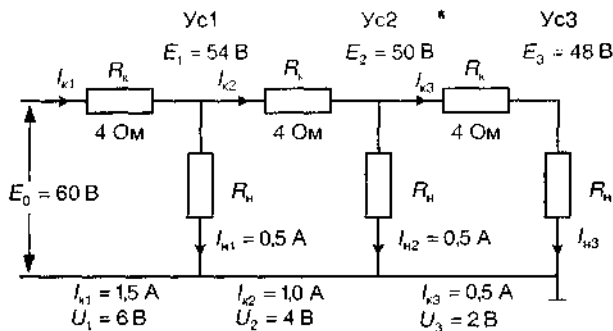 Ус1 Ус2 * Ус3
E₁ = 54 В E₂ = 50 В E₃ = 48 В
Iк1 Rк Iк2 Rк Iк3 Rк
4 Ом 4 Ом 4 Ом
E₀ = 60 В Rн Rн Rн
Iн1 = 0,5 А Iн2 = 0,5 А Iн3
Iк1 = 1,5 А Iк2 = 1,0 А Iк3 = 0,5 А
U₁ = 6 В U₂ = 4 В U₃ = 2 В